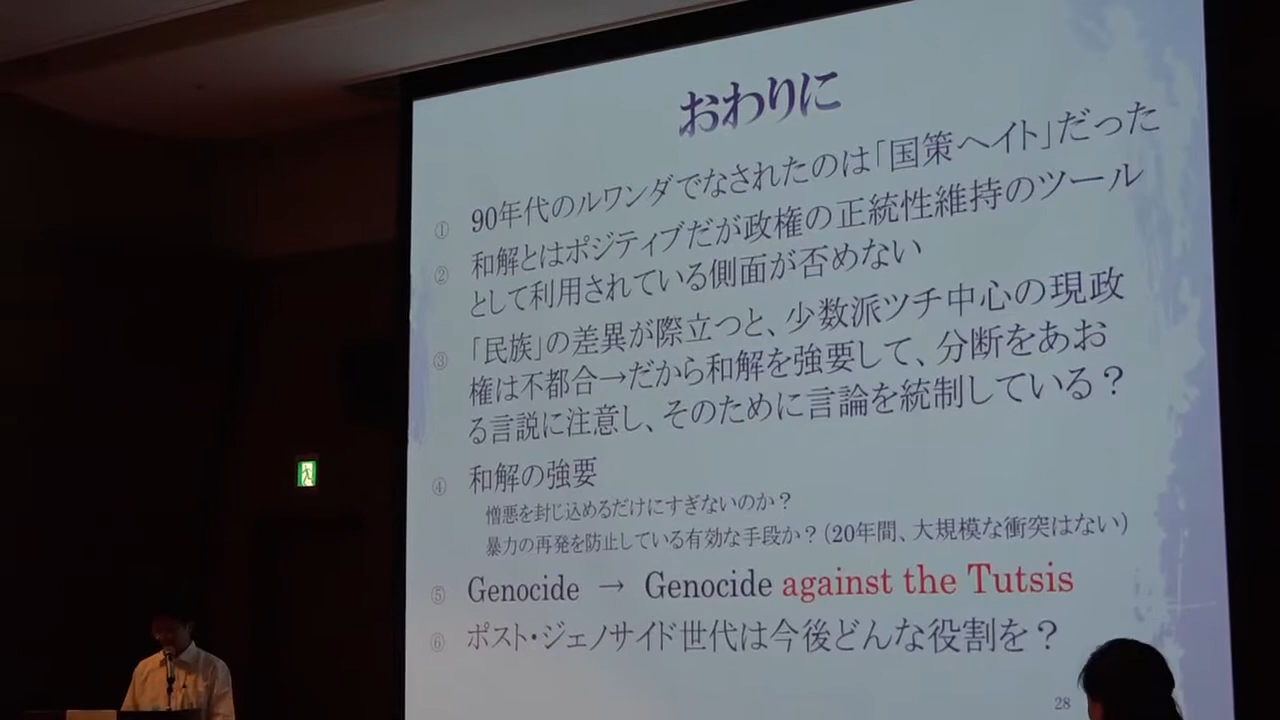 おわりに
① 90年代のルワンダでなされたのは「国策ヘイト」だった
② 和解とはポジティブだが政権の正統性維持のツール
として利用されている側面が否めない
③ 「民族」の差異が際立つと、少数派ツチ中心の現政
権は不都合→だから和解を強要して、分断をあお
る言説に注意し、そのために言論を統制している？
④ 和解の強要
憎悪を封じ込めるだけにすぎないのか？
暴力の再発を防止している有効な手段か？(20年間、大規模な衝突はない)
⑤ Genocide → Genocide against the Tutsis
⑥ ポスト・ジェノサイド世代は今後どんな役割を？
28